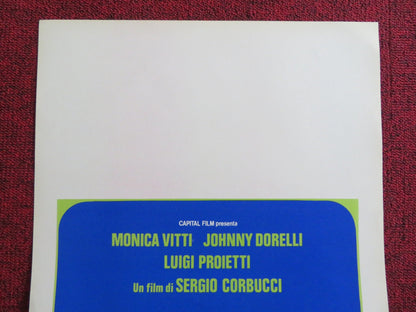 CAPITAL FILM presenta
MONICA VITTI JOHNNY DORELLI
LUIGI PROIETTI
Un film di SERGIO CORBUCCI